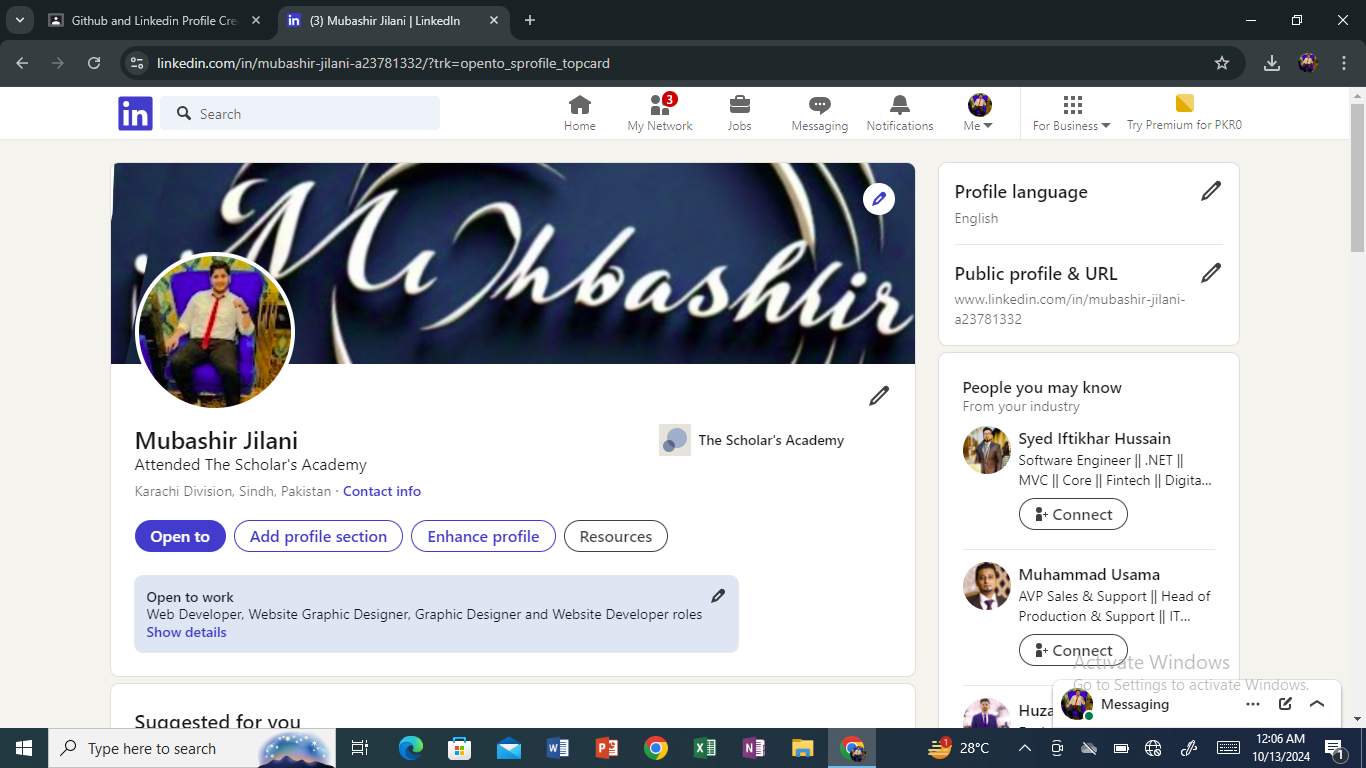 Github and Linkedin Profile Cre
(3) Mubashir Jilani | LinkedIn
linkedin.com/in/mubashir-jilani-a23781332/?trk=opento_sprofile_topcard
in
Search
Home
3
My Network
Jobs
Messaging
Notifications
Me
For Business
Try Premium for PKR0
Mubashir Jilani
Attended The Scholar's Academy
Karachi Division, Sindh, Pakistan · Contact info
The Scholar's Academy
Open to
Add profile section
Enhance profile
Resources
Open to work
Web Developer, Website Graphic Designer, Graphic Designer and Website Developer roles
Show details
Suggested for you
Profile language
English
Public profile & URL
www.linkedin.com/in/mubashir-jilani-
a23781332
People you may know
From your industry
Syed Iftikhar Hussain
Software Engineer || .NET ||
MVC || Core || Fintech || Digita...
Connect
Muhammad Usama
AVP Sales & Support || Head of
Production & Support || IT...
Connect
Activate Windows
Go to Settings to activate Windows.
Huza
Messaging
Type here to search
1
28°C
12:06 AM
10/13/2024
1